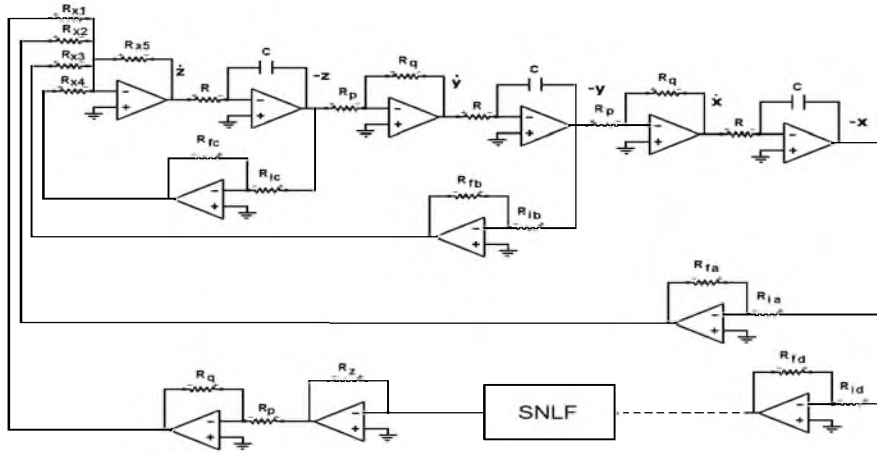 Rx1
Rx2
Rx3
Rx4
Rx5
ż
R
C
-z
Rp
Rq
ẏ
R
C
-y
Rp
Rq
ẋ
R
C
-x
Rfc
Ric
Rfb
Rib
Rfa
Ria
Rq
Rp
Rz
SNLF
Rfd
Rid